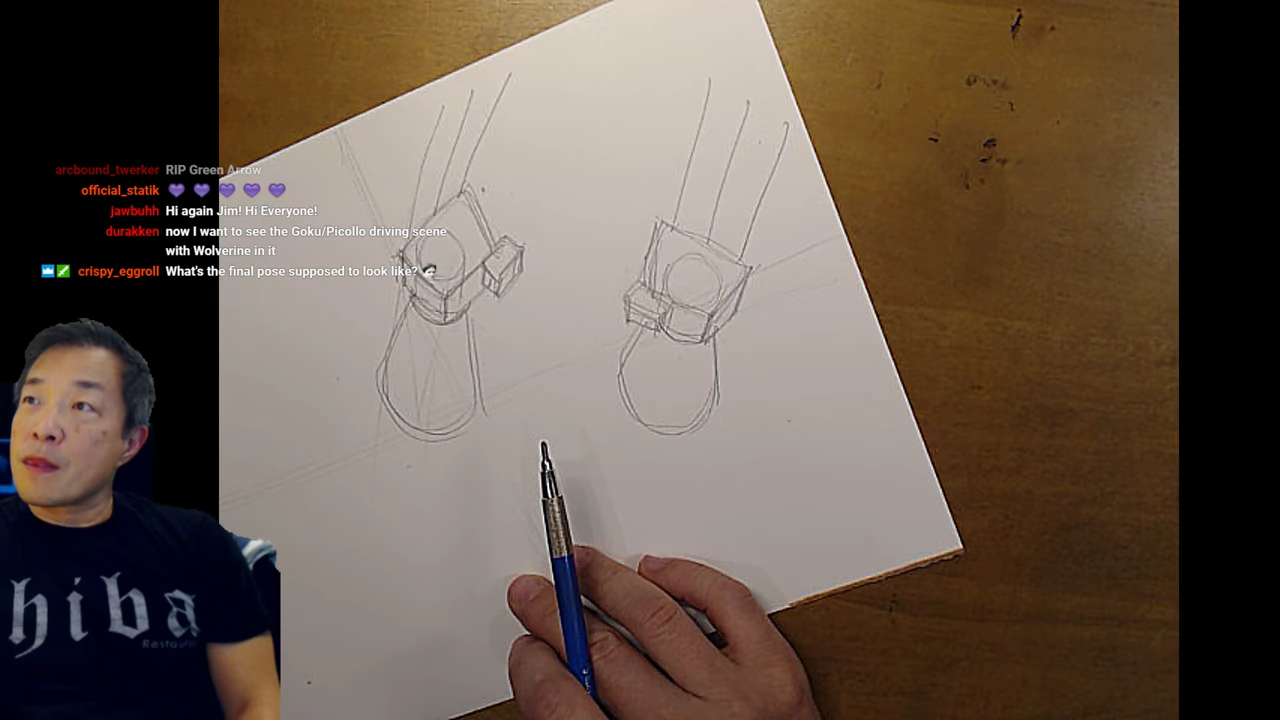 arcbound_twerker RIP Green Arrow
official_statik 💜 💜 💜 💜 💜
jawbuhh Hi again Jim! Hi Everyone!
durakken now I want to see the Goku/Picollo driving scene
with Wolverine in it
crispy_eggroll What's the final pose supposed to look like?
hiba